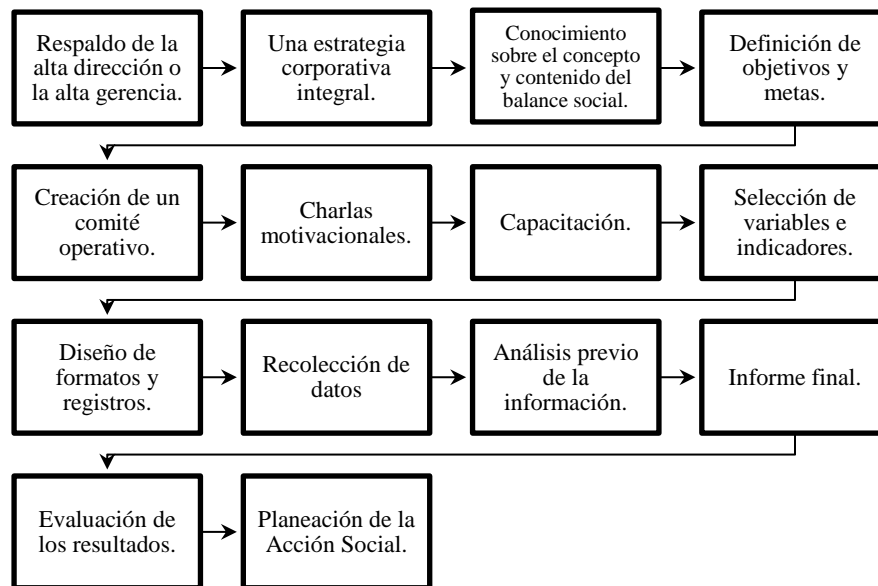 Respaldo de la
alta dirección o
la alta gerencia.
Una estrategia
corporativa
integral.
Conocimiento
sobre el concepto
y contenido del
balance social.
Definición de
objetivos y
metas.
Creación de un
comité
operativo.
Charlas
motivacionales.
Capacitación.
Selección de
variables e
indicadores.
Diseño de
formatos y
registros.
Recolección de
datos
Análisis previo
de la
información.
Informe final.
Evaluación de
los resultados.
Planeación de la
Acción Social.